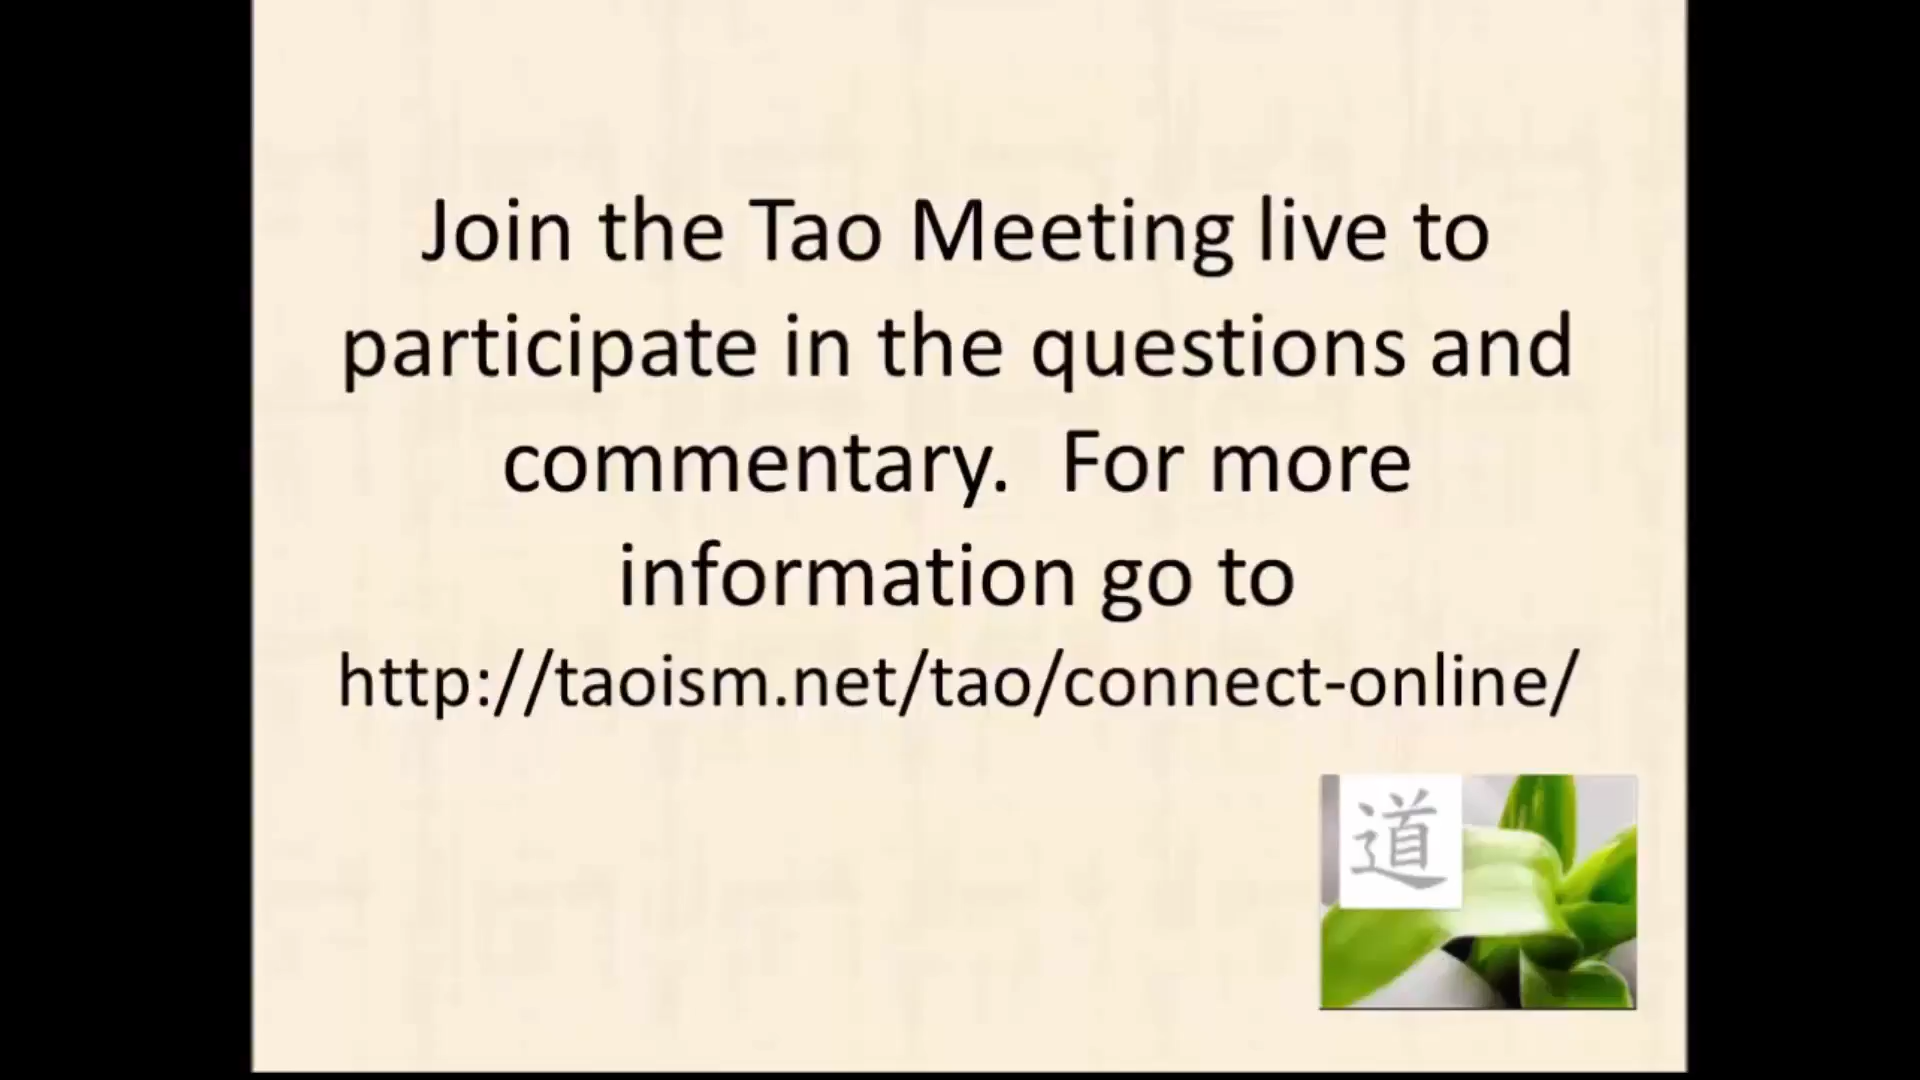 Join the Tao Meeting live to
participate in the questions and
commentary.  For more
information go to
http://taoism.net/tao/connect-online/
道